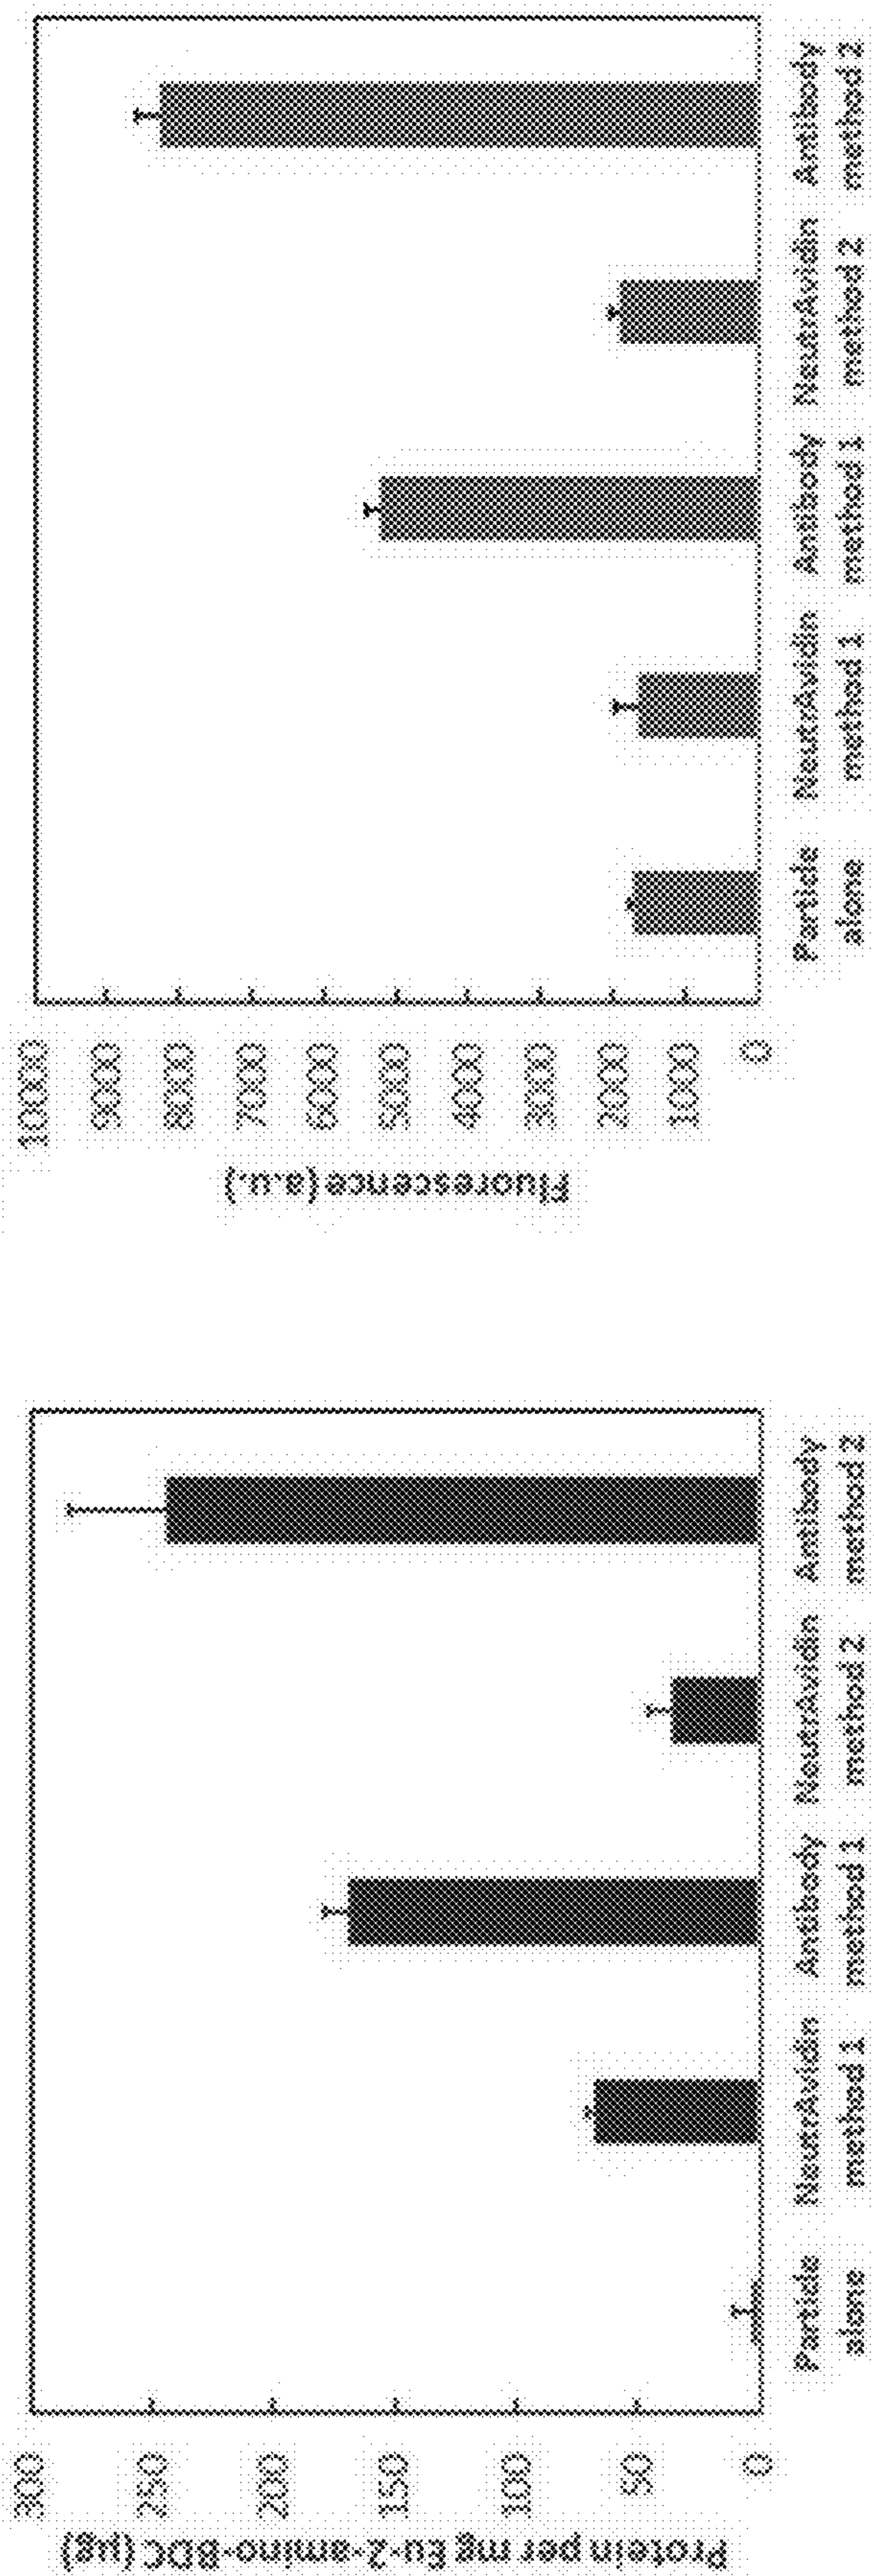 Protein per mg Eu-2-amino-BDC (µg)
300
250
200
150
100
50
0
Particle
alone
NeutrAvidin
method 1
Antibody
method 1
NeutrAvidin
method 2
Antibody
method 2
Fluorescence(a.u.)
10000
9000
8000
7000
6000
5000
4000
3000
2000
1000
0
Particle
alone
NeutrAvidin
method 1
Antibody
method 1
NeutrAvidin
method 2
Antibody
method 2